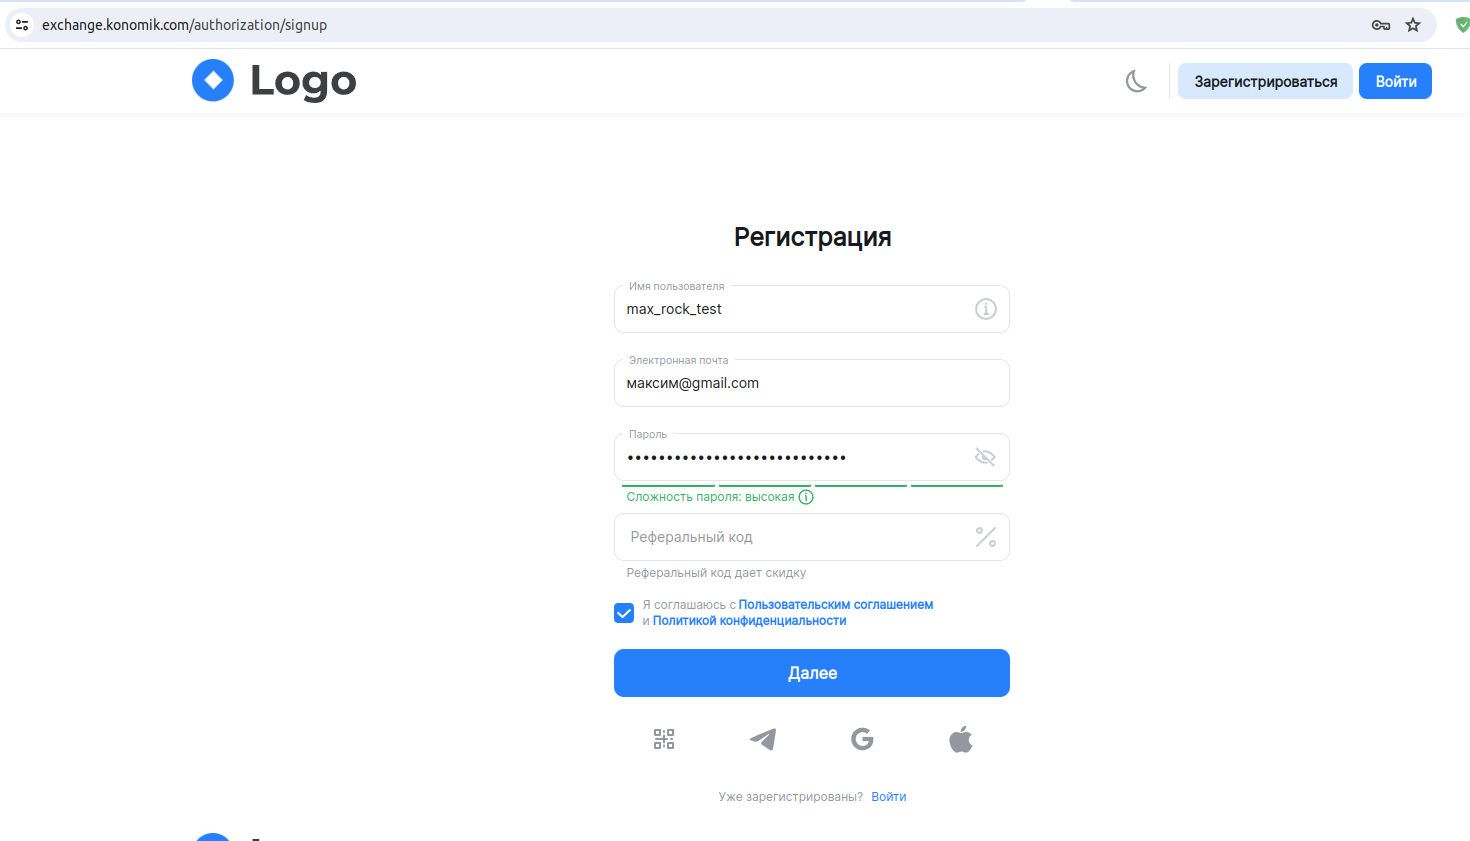 exchange.konomik.com/authorization/signup
Logo
Зарегистрироваться
Войти
Регистрация
Имя пользователя
max_rock_test
Электронная почта
максим@gmail.com
Пароль
••••••••••••••••••••••••••••
Сложность пароля: высокая
Реферальный код
Реферальный код дает скидку
Я соглашаюсь с Пользовательским соглашением
и Политикой конфиденциальности
Далее
Уже зарегистрированы? Войти